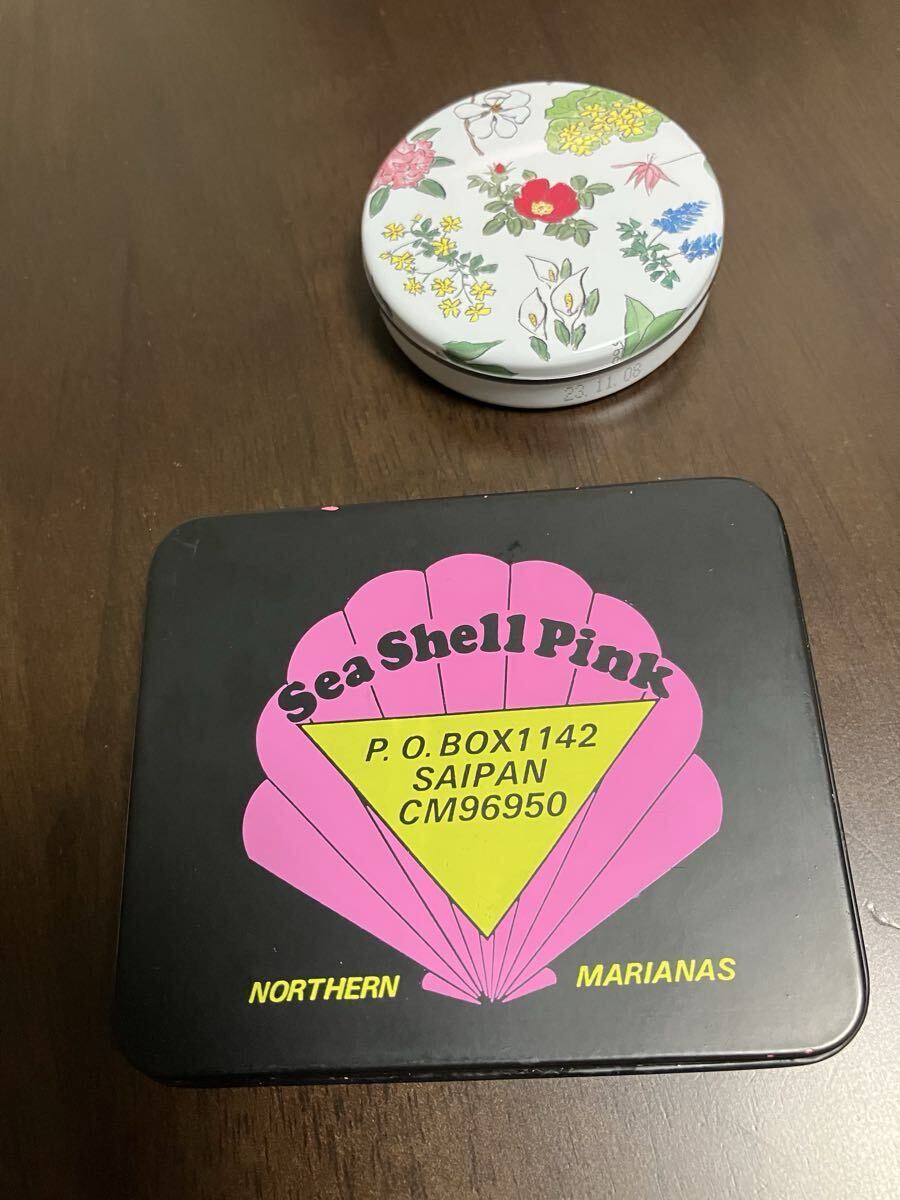 23.11.08
Sea Shell Pink
P. O. BOX1142
SAIPAN
CM96950
NORTHERN MARIANAS